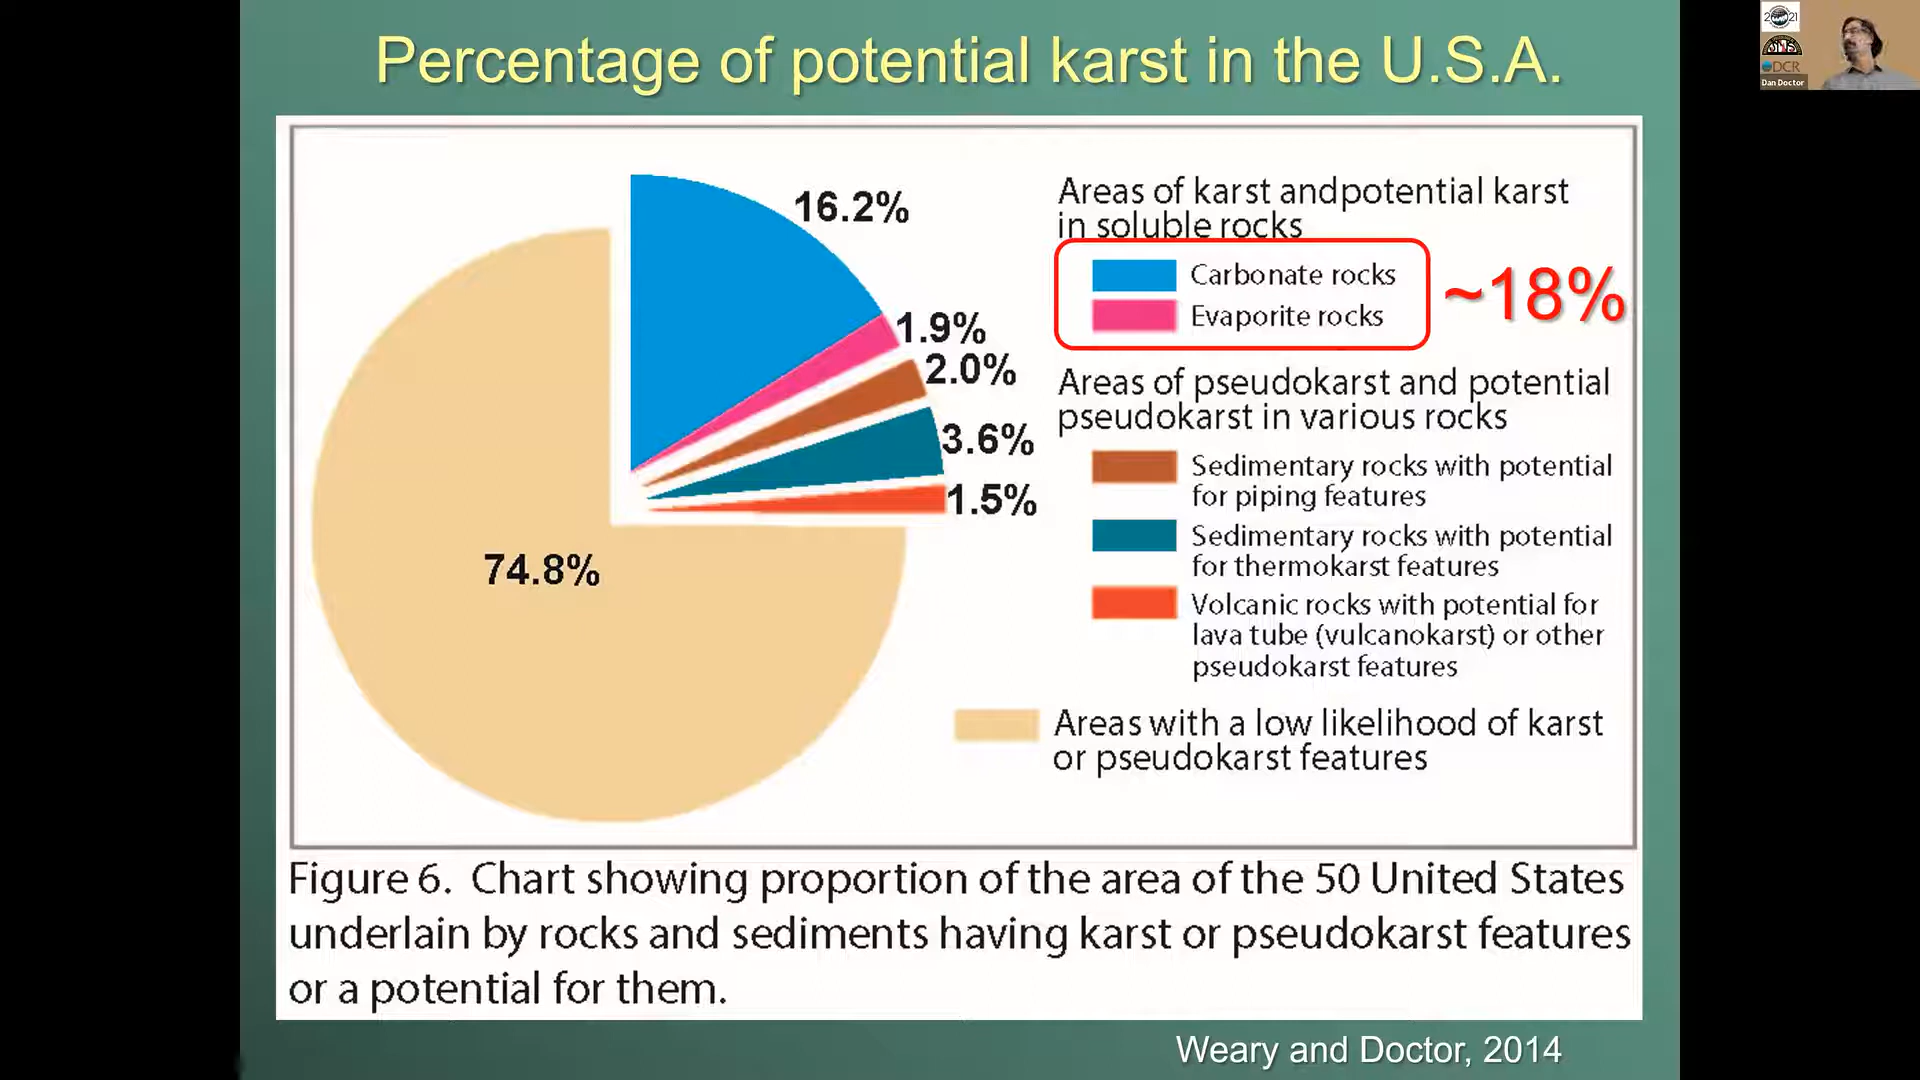 Percentage of potential karst in the U.S.A.
16.2%
1.9%
2.0%
3.6%
1.5%
74.8%
Areas of karst andpotential karst
in soluble rocks
Carbonate rocks
Evaporite rocks
~18%
Areas of pseudokarst and potential
pseudokarst in various rocks
Sedimentary rocks with potential
for piping features
Sedimentary rocks with potential
for thermokarst features
Volcanic rocks with potential for
lava tube (vulcanokarst) or other
pseudokarst features
Areas with a low likelihood of karst
or pseudokarst features
Figure 6. Chart showing proportion of the area of the 50 United States
underlain by rocks and sediments having karst or pseudokarst features
or a potential for them.
Weary and Doctor, 2014
DCR
Dan Doctor